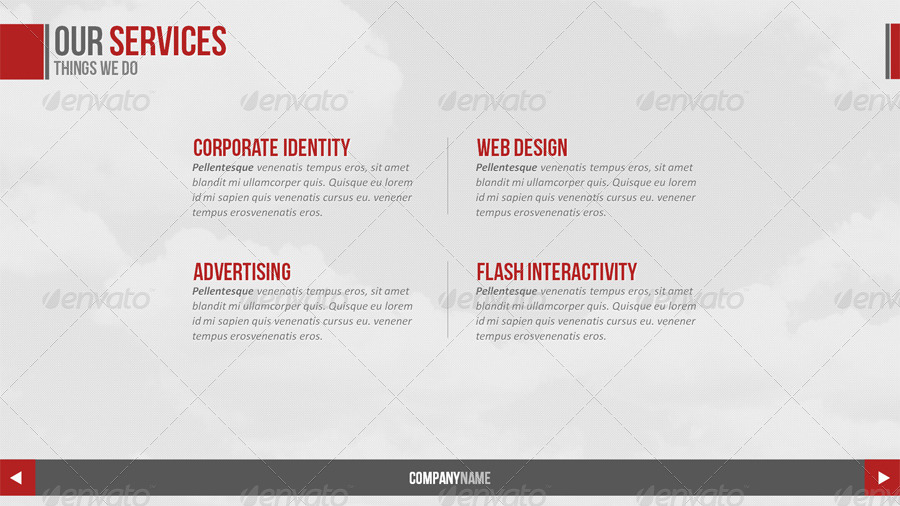 OUR SERVICES
THINGS WE DO
envato envato envato envato envato
CORPORATE IDENTITY
Pellentesque venenatis tempus eros, sit amet
blandit mi ullamcorper quis. Quisque eu lorem
id mi sapien quis venenatis cursus eu. venener
tempus erosvenenatis eros.
WEB DESIGN
Pellentesque venenatis tempus eros, sit amet
blandit mi ullamcorper quis. Quisque eu lorem
id mi sapien quis venenatis cursus eu. venener
tempus erosvenenatis eros.
ADVERTISING
Pellentesque venenatis tempus eros, sit amet
blandit mi ullamcorper quis. Quisque eu lorem
id mi sapien quis venenatis cursus eu. venener
tempus erosvenenatis eros.
FLASH INTERACTIVITY
Pellentesque venenatis tempus eros, sit amet
blandit mi ullamcorper quis. Quisque eu lorem
id mi sapien quis venenatis cursus eu. venener
tempus erosvenenatis eros.
envato envato envato envato envato
COMPANYNAME
envato envato envato envato envato